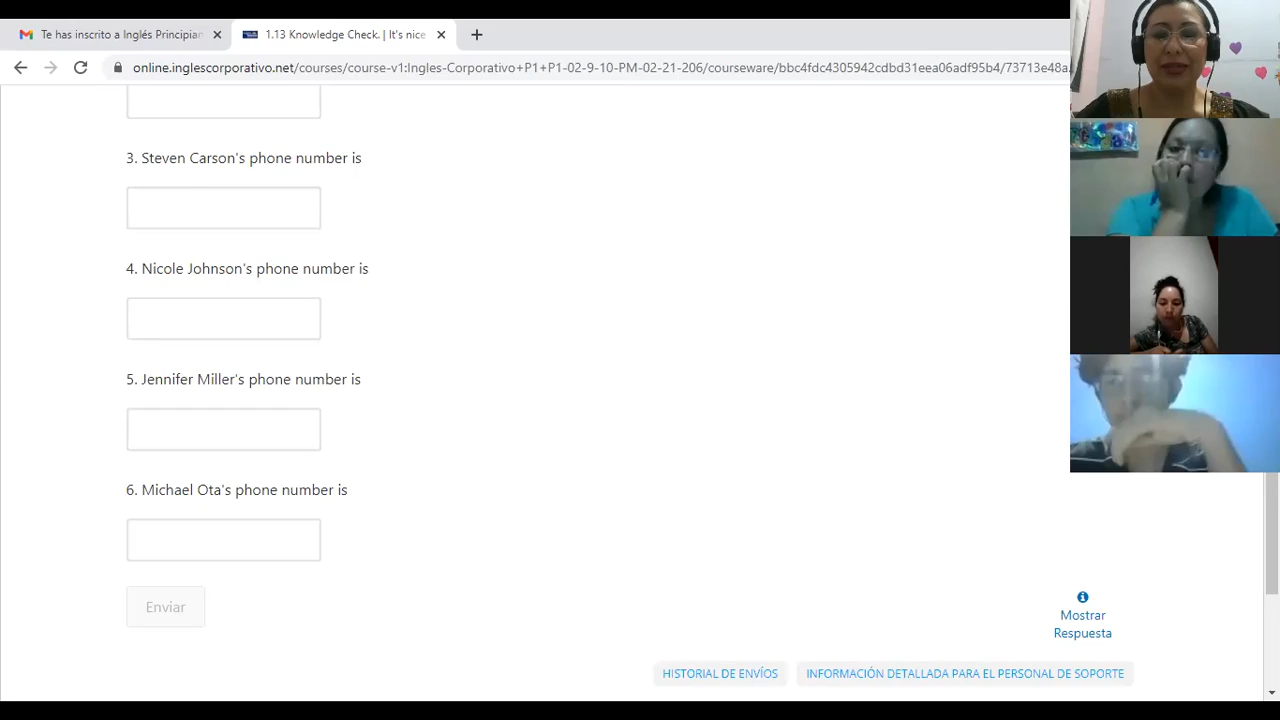 Te has inscrito a Inglés Principian
1.13 Knowledge Check. | It's nice
online.inglescorporativo.net/courses/course-v1:Ingles-Corporativo+P1+P1-02-9-10-PM-02-21-206/courseware/bbc4fdc4305942cdbd31eea06adf95b4/73713e48a
3. Steven Carson's phone number is
4. Nicole Johnson's phone number is
5. Jennifer Miller's phone number is
6. Michael Ota's phone number is
Enviar
Mostrar
Respuesta
HISTORIAL DE ENVÍOS
INFORMACIÓN DETALLADA PARA EL PERSONAL DE SOPORTE